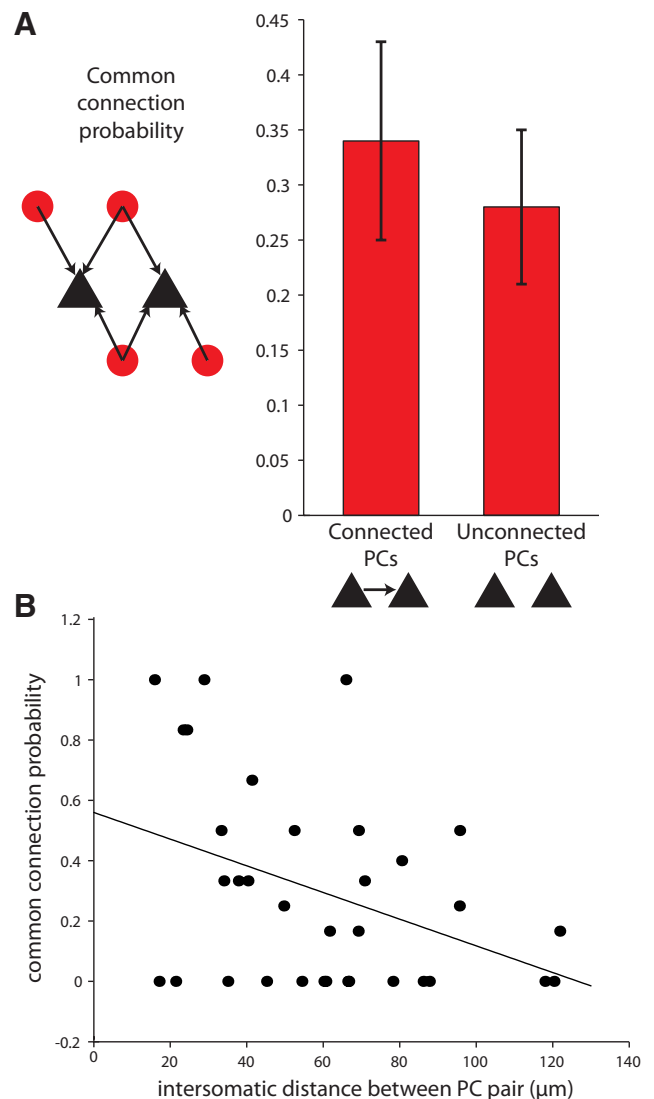 A
Common
connection
probability
0.45
0.4
0.35
0.3
0.25
0.2
0.15
0.1
0.05
0
Connected
PCs
Unconnected
PCs
B
common connection probability
1.2
1
0.8
0.6
0.4
0.2
0
-0.2
0
20
40
60
80
100
120
140
intersomatic distance between PC pair (μm)